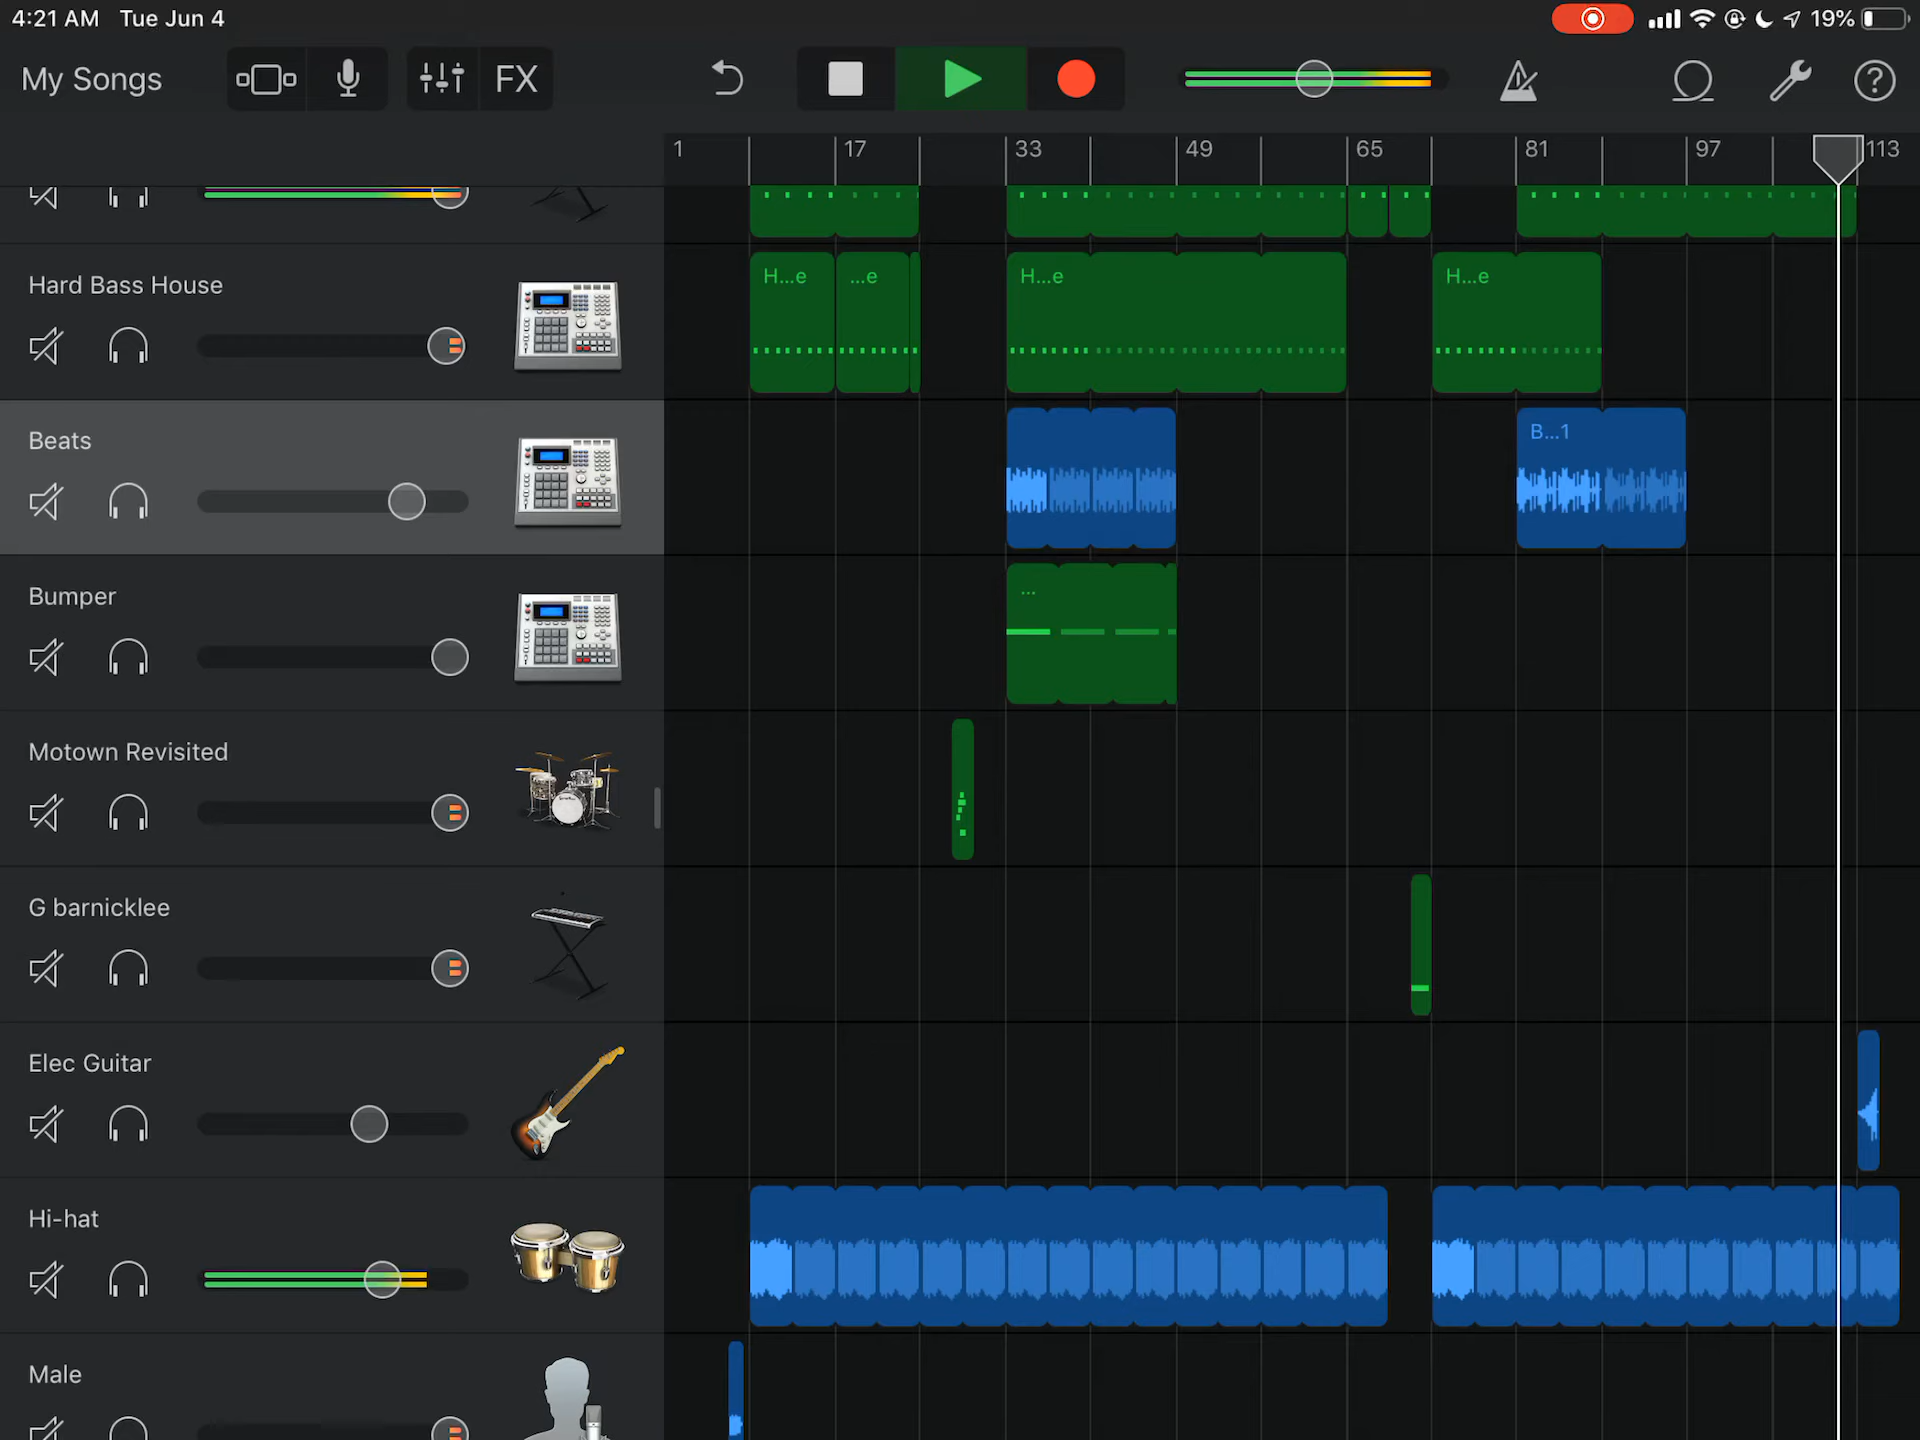 4:21 AM Tue Jun 4 19%
My Songs FX
1 17 33 49 65 81 97 113
Hard Bass House
H...e ...e H...e H...e
Beats
B...1
Bumper
...
Motown Revisited
G barnicklee
Elec Guitar
Hi-hat
Male